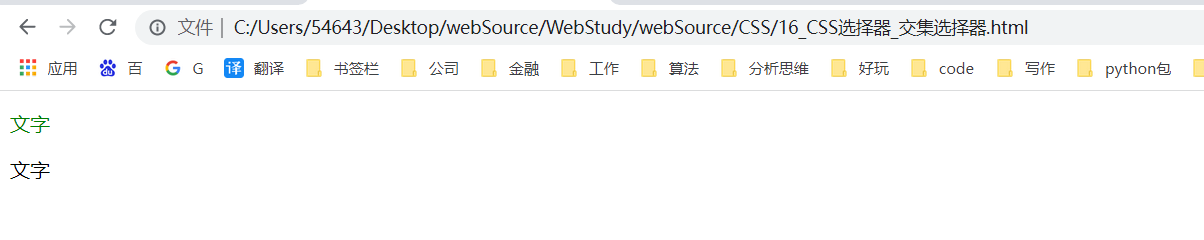 文件 | C:/Users/54643/Desktop/webSource/WebStudy/webSource/CSS/16_CSS选择器_交集选择器.html
应用 du 百 G G 译 翻译 书签栏 公司 金融 工作 算法 分析思维 好玩 code 写作 python包
文字
文字